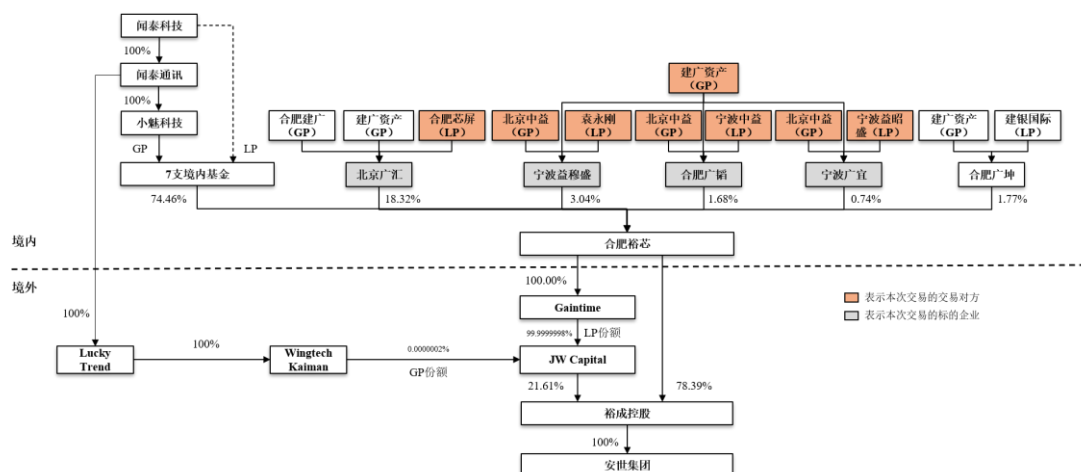 闻泰科技
100%
闻泰通讯
100%
小魅科技
GP
LP
7支境内基金
74.46%
建广资产
（GP）
合肥建广
（GP）
建广资产
（GP）
合肥芯屏
（LP）
北京中益
（GP）
袁永刚
（LP）
北京中益
（GP）
宁波中益
（LP）
北京中益
（GP）
宁波益昭
盛（LP）
建广资产
（GP）
建银国际
（LP）
北京广汇
宁波益穆盛
合肥广韬
宁波广宜
合肥广坤
18.32%
3.04%
1.68%
0.74%
1.77%
合肥裕芯
境内
境外
100.00%
Gaintime
99.9999998%
LP份额
表示本次交易的交易对方
表示本次交易的标的企业
100%
Lucky
Trend
100%
Wingtech
Kaiman
0.0000002%
GP份额
JW Capital
21.61%
78.39%
裕成控股
100%
安世集团